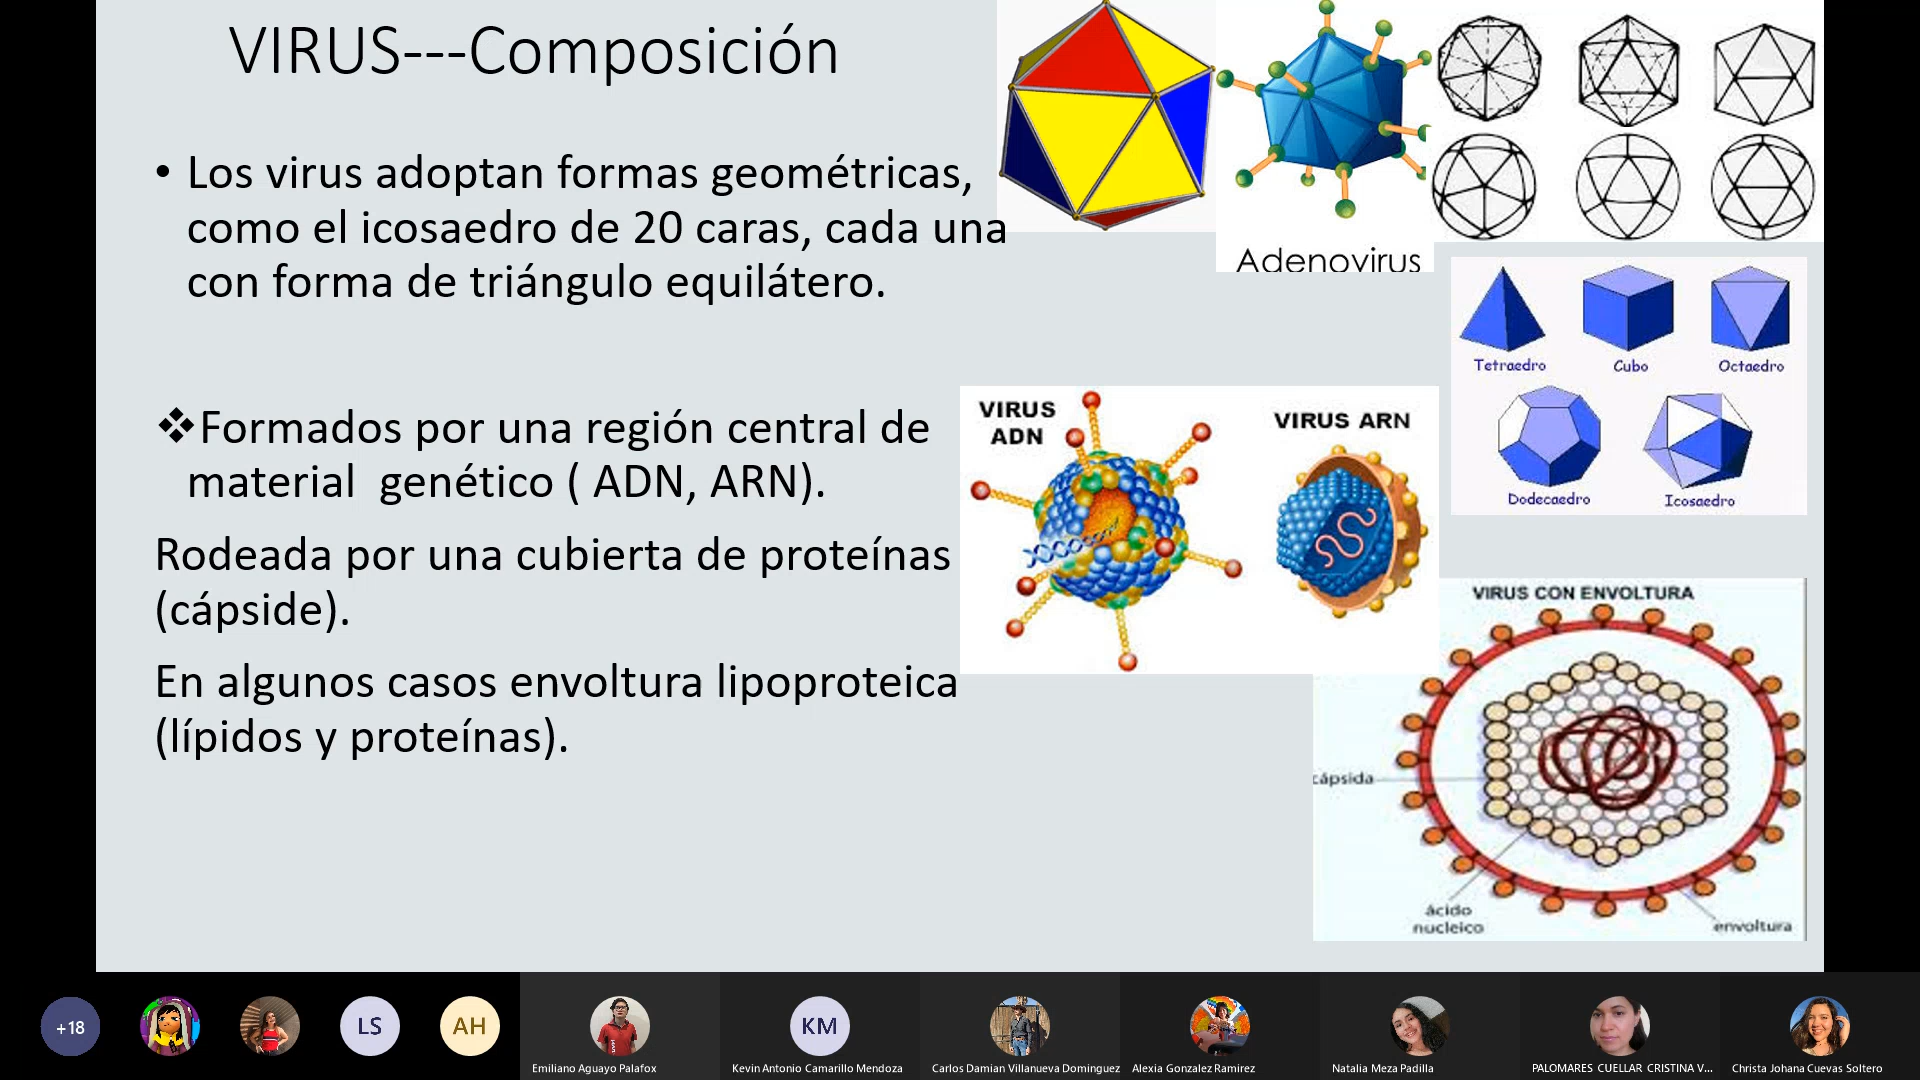 VIRUS---Composición
• Los virus adoptan formas geométricas,
como el icosaedro de 20 caras, cada una
con forma de triángulo equilátero.
❖Formados por una región central de
material genético ( ADN, ARN).
Rodeada por una cubierta de proteínas
(cápside).
En algunos casos envoltura lipoproteica
(lípidos y proteínas).
Adenovirus
Tetraedro Cubo Octaedro
Dodecaedro Icosaedro
VIRUS
ADN
VIRUS ARN
VIRUS CON ENVOLTURA
cápsida
ácido
nucleico
envoltura
+18
LS
AH
KM
Emiliano Aguayo Palafox
Kevin Antonio Camarillo Mendoza
Carlos Damian Villanueva Dominguez
Alexia Gonzalez Ramirez
Natalia Meza Padilla
PALOMARES CUELLAR CRISTINA V...
Christa Johana Cuevas Soltero